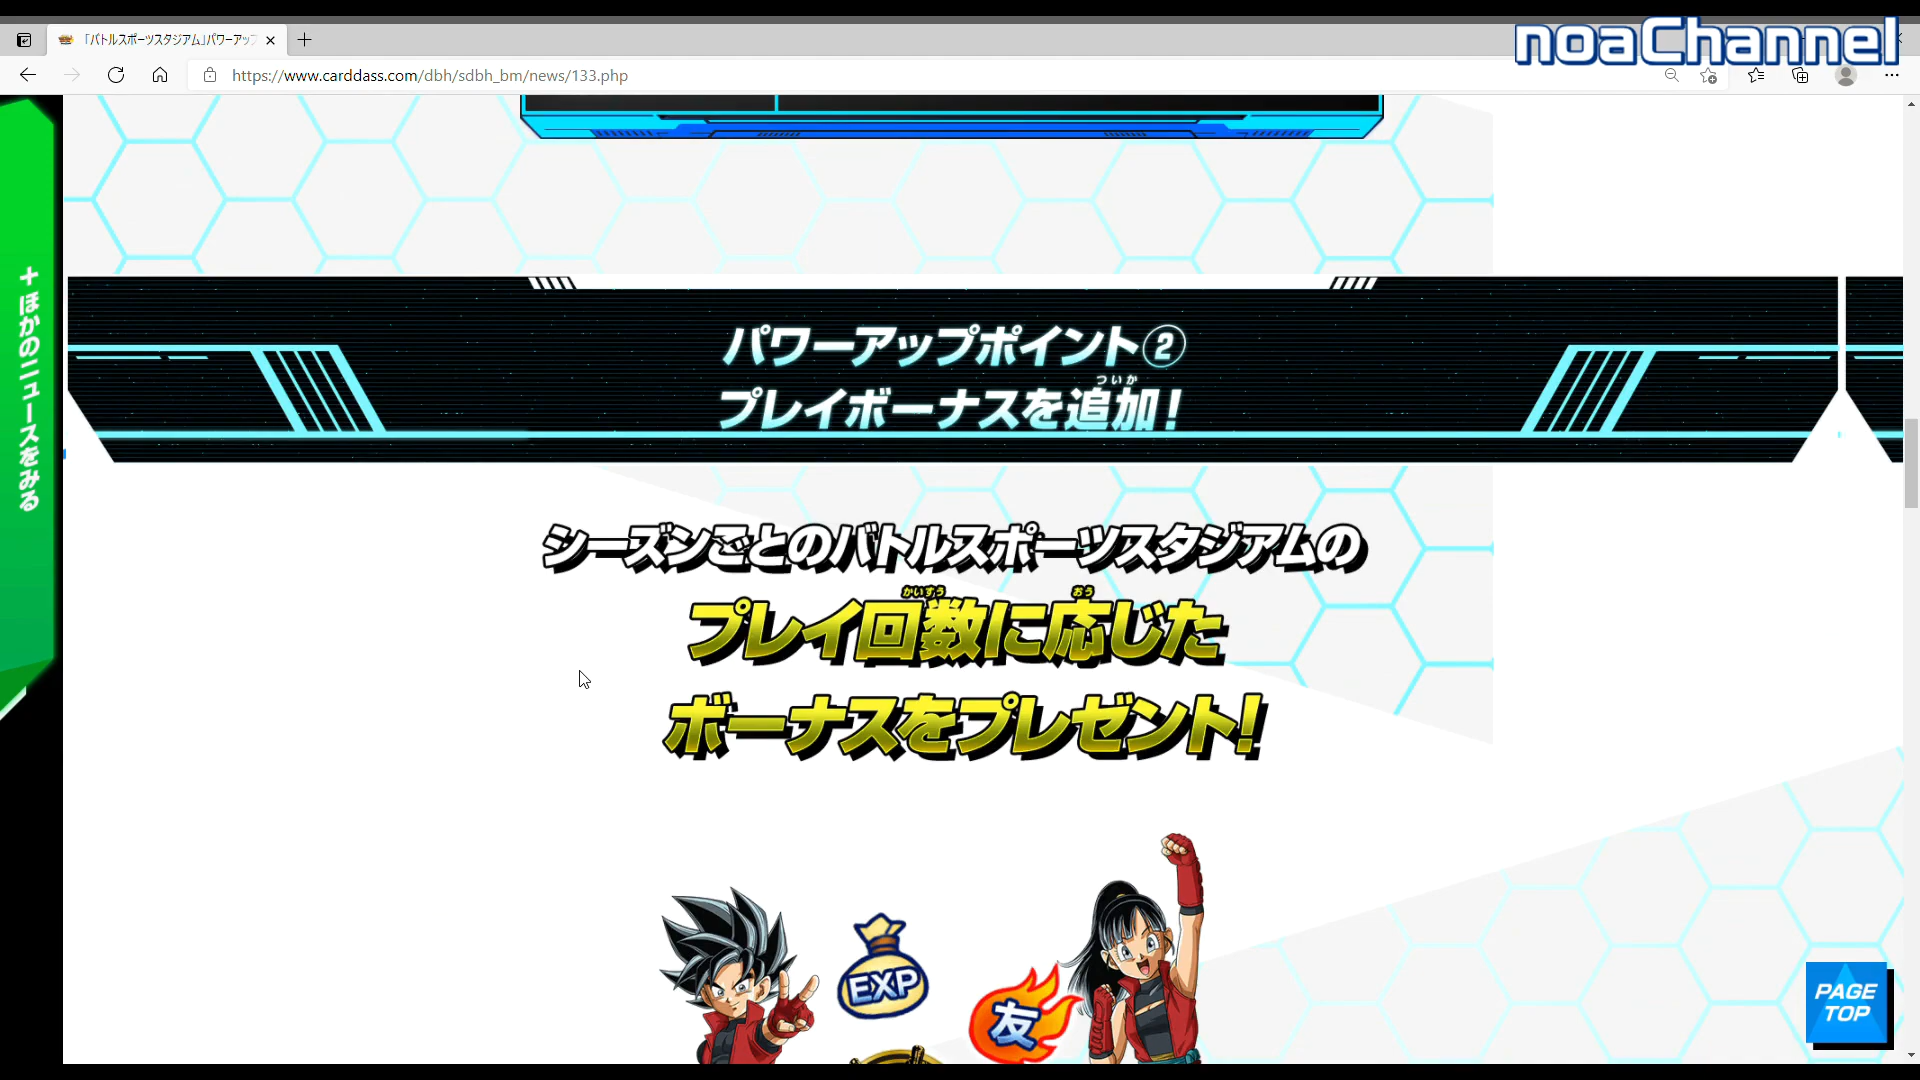 noaChannel
「バトルスポーツスタジアム」パワーアップ
https://www.carddass.com/dbh/sdbh_bm/news/133.php
+ ほかのニュースをみる
パワーアップポイント②
ついか
プレイボーナスを追加!
シーズンごとのバトルスポーツスタジアムの
かいすう おう
プレイ回数に応じた
ボーナスをプレゼント!
EXP
友
PAGE
TOP